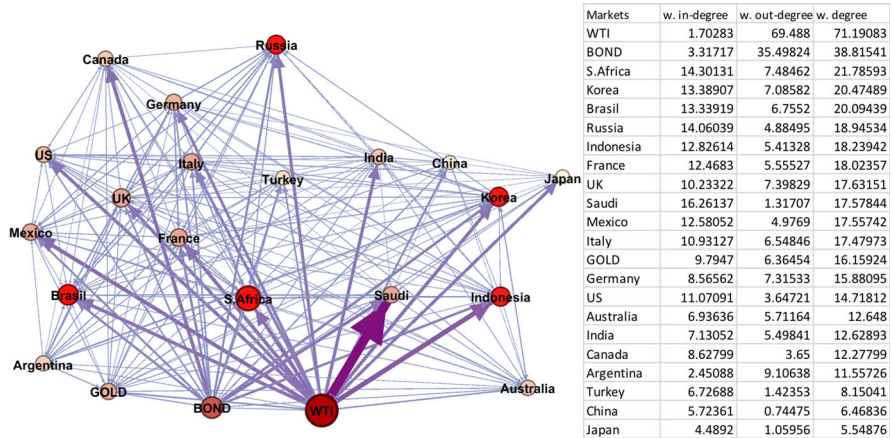 Russia
Canada
Germany
US
Italy
India
China
Turkey
Japan
UK
Korea
Mexico
France
Brasil
S.Africa
Saudi
Indonesia
Argentina
GOLD
BOND
WTI
Australia
Markets w. in-degree w. out-degree w. degree
WTI 1.70283 69.488 71.19083
BOND 3.31717 35.49824 38.81541
S.Africa 14.30131 7.48462 21.78593
Korea 13.38907 7.08582 20.47489
Brasil 13.33919 6.7552 20.09439
Russia 14.06039 4.88495 18.94534
Indonesia 12.82614 5.41328 18.23942
France 12.4683 5.55527 18.02357
UK 10.23322 7.39829 17.63151
Saudi 16.26137 1.31707 17.57844
Mexico 12.58052 4.9769 17.55742
Italy 10.93127 6.54846 17.47973
GOLD 9.7947 6.36454 16.15924
Germany 8.56562 7.31533 15.88095
US 11.07091 3.64721 14.71812
Australia 6.93636 5.71164 12.648
India 7.13052 5.49841 12.62893
Canada 8.62799 3.65 12.27799
Argentina 2.45088 9.10638 11.55726
Turkey 6.72688 1.42353 8.15041
China 5.72361 0.74475 6.46836
Japan 4.4892 1.05956 5.54876